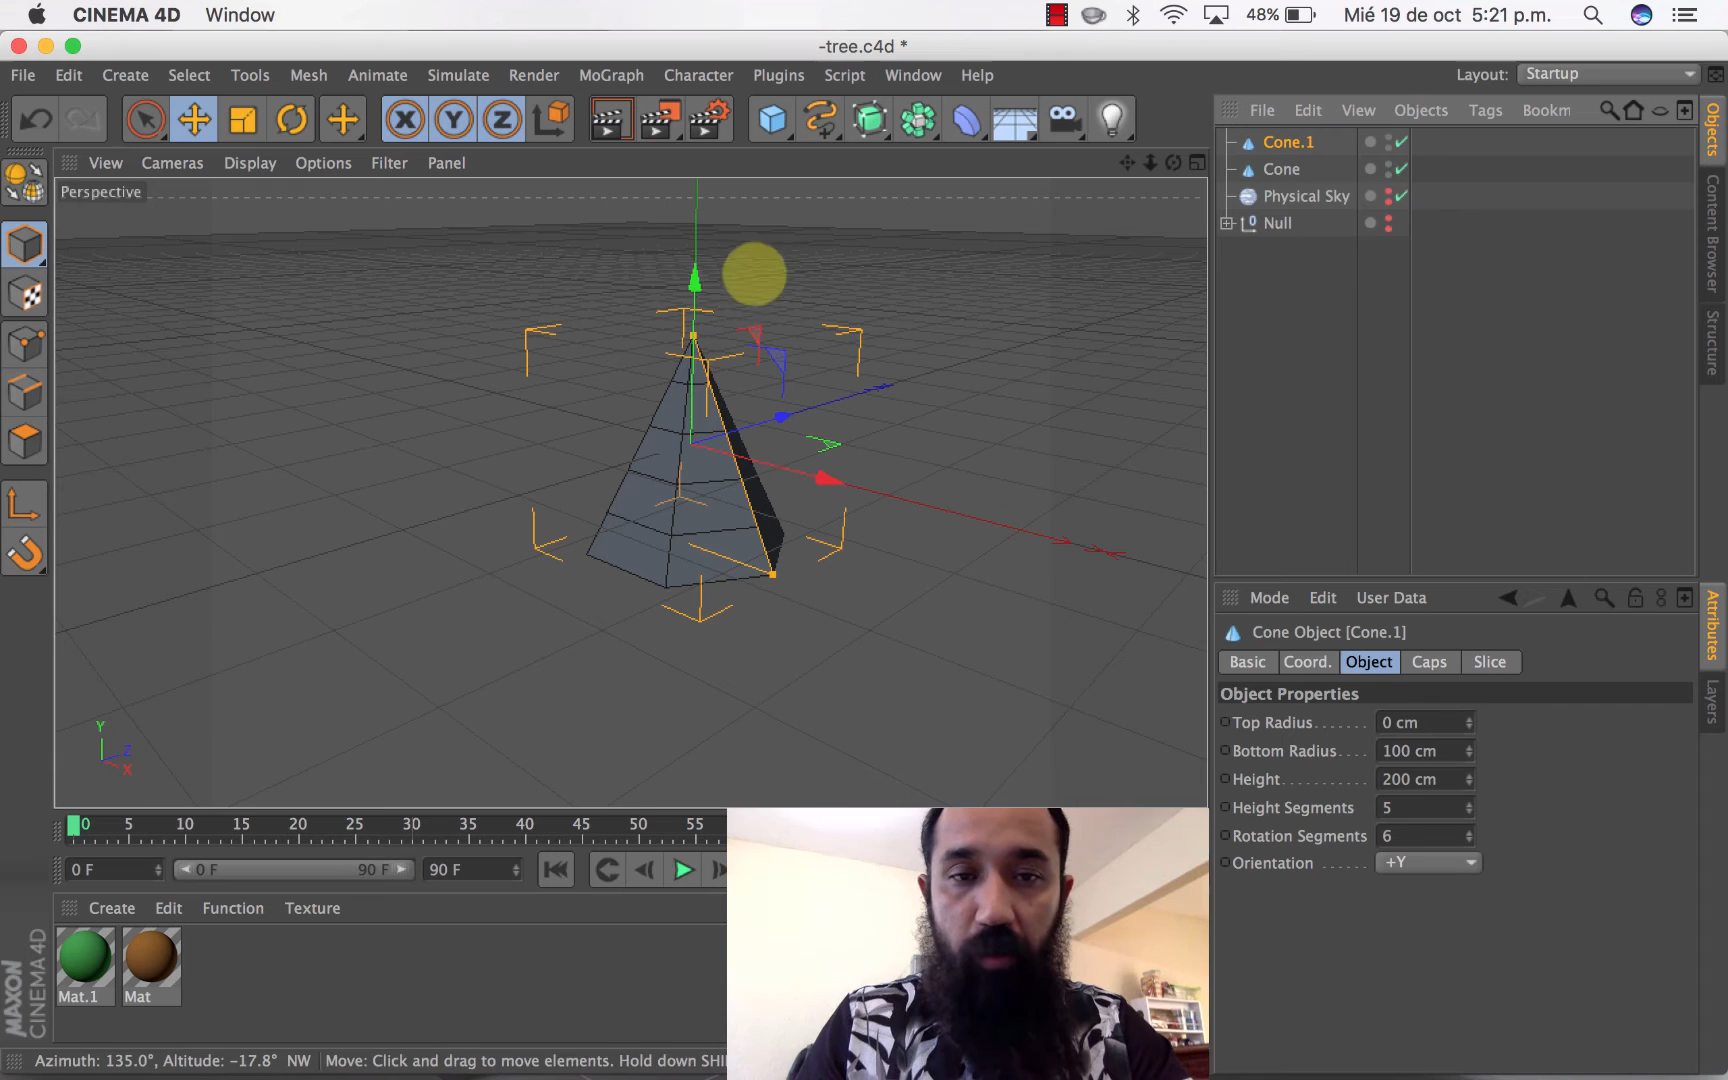 CINEMA 4D Window 48% Mié 19 de oct 5:21 p.m.
-tree.c4d *
File Edit Create Select Tools Mesh Animate Simulate Render MoGraph Character Plugins Script Window Help Layout: Startup
File Edit View Objects Tags Bookm
Objects
Content Browser
Structure
Cone.1
Cone
Physical Sky
0 Null
View Cameras Display Options Filter Panel
Perspective
X Y Z
Y
Z
X
Mode Edit User Data
Attributes
Layers
Cone Object [Cone.1]
Basic Coord. Object Caps Slice
Object Properties
Top Radius . . . . . . . 0 cm
Bottom Radius . . . . 100 cm
Height . . . . . . . . . . . 200 cm
Height Segments 5
Rotation Segments 6
Orientation . . . . . . +Y
0 5 10 15 20 25 30 35 40 45 50 55
0 F 0 F 90 F 90 F
Create Edit Function Texture
Mat.1 Mat
MAXON
CINEMA 4D
Azimuth: 135.0°, Altitude: -17.8° NW Move: Click and drag to move elements. Hold down SHI